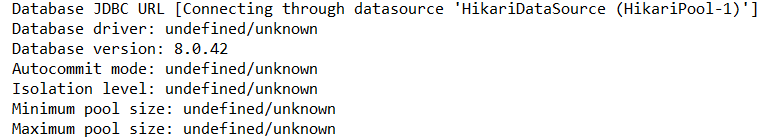 Database JDBC URL [Connecting through datasource 'HikariDataSource (HikariPool-1)']
Database driver: undefined/unknown
Database version: 8.0.42
Autocommit mode: undefined/unknown
Isolation level: undefined/unknown
Minimum pool size: undefined/unknown
Maximum pool size: undefined/unknown